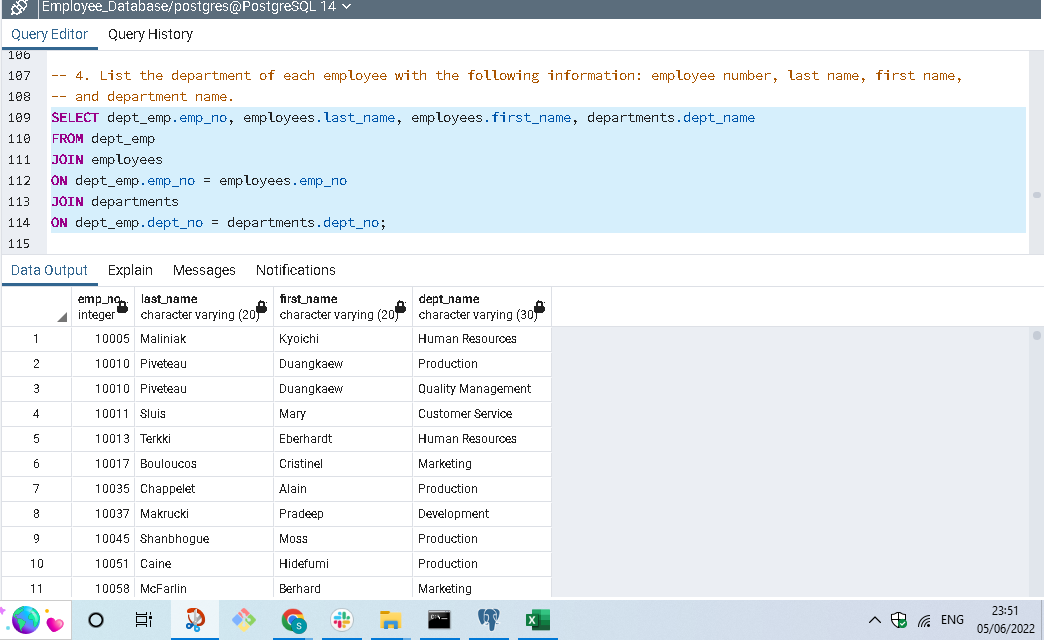 Employee_Database/postgres@PostgreSQL 14
Query Editor Query History
106
107 -- 4. List the department of each employee with the following information: employee number, last name, first name,
108 -- and department name.
109 SELECT dept_emp.emp_no, employees.last_name, employees.first_name, departments.dept_name
110 FROM dept_emp
111 JOIN employees
112 ON dept_emp.emp_no = employees.emp_no
113 JOIN departments
114 ON dept_emp.dept_no = departments.dept_no;
115
Data Output Explain Messages Notifications
emp_no last_name first_name dept_name
integer character varying (20) character varying (20) character varying (30)
1 10005 Maliniak Kyoichi Human Resources
2 10010 Piveteau Duangkaew Production
3 10010 Piveteau Duangkaew Quality Management
4 10011 Sluis Mary Customer Service
5 10013 Terkki Eberhardt Human Resources
6 10017 Bouloucos Cristinel Marketing
7 10035 Chappelet Alain Production
8 10037 Makrucki Pradeep Development
9 10045 Shanbhogue Moss Production
10 10051 Caine Hidefumi Production
11 10058 McFarlin Berhard Marketing
S
ENG
23:51
05/06/2022